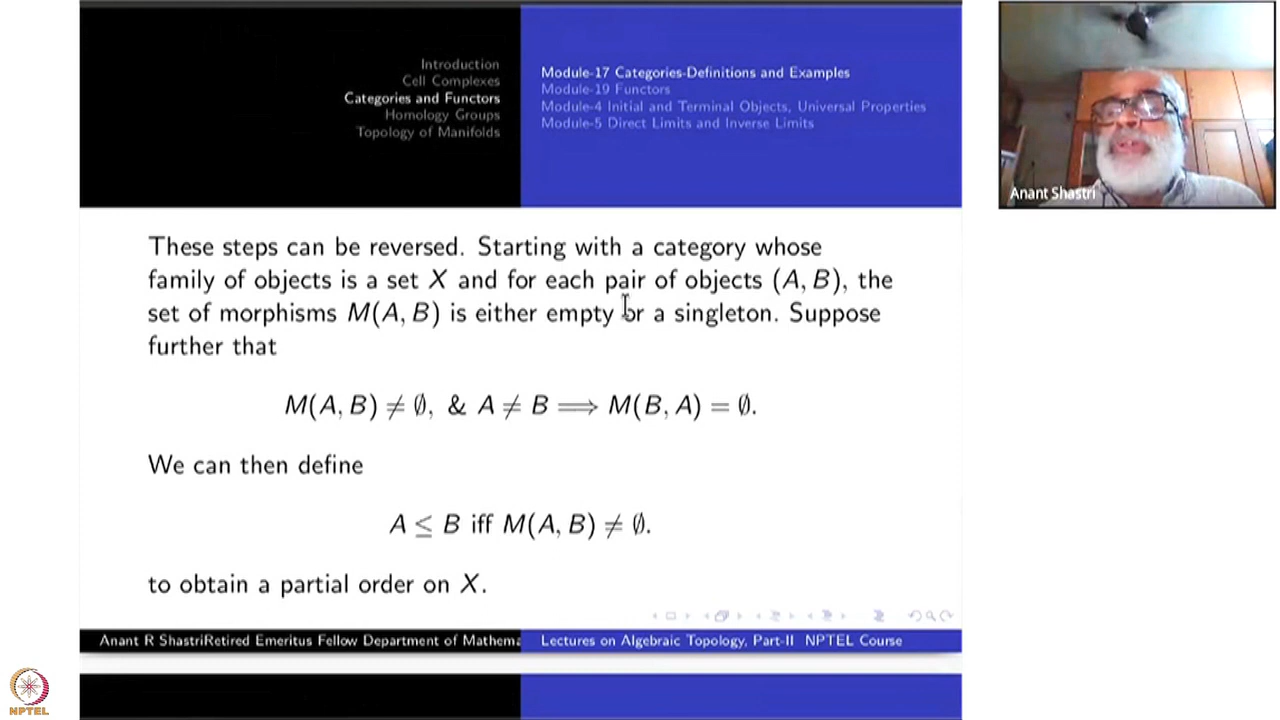 Introduction
Cell Complexes
Categories and Functors
Homology Groups
Topology of Manifolds
Module-17 Categories-Definitions and Examples
Module-19 Functors
Module-4 Initial and Terminal Objects, Universal Properties
Module-5 Direct Limits and Inverse Limits
Anant Shastri
These steps can be reversed. Starting with a category whose
family of objects is a set X and for each pair of objects (A, B), the
set of morphisms M(A, B) is either empty or a singleton. Suppose
further that
M(A, B) ≠ ∅, & A ≠ B ⟹ M(B, A) = ∅.
We can then define
A ≤ B iff M(A, B) ≠ ∅.
to obtain a partial order on X.
Anant R ShastriRetired Emeritus Fellow Department of Mathema
Lectures on Algebraic Topology, Part-II NPTEL Course
NPTEL